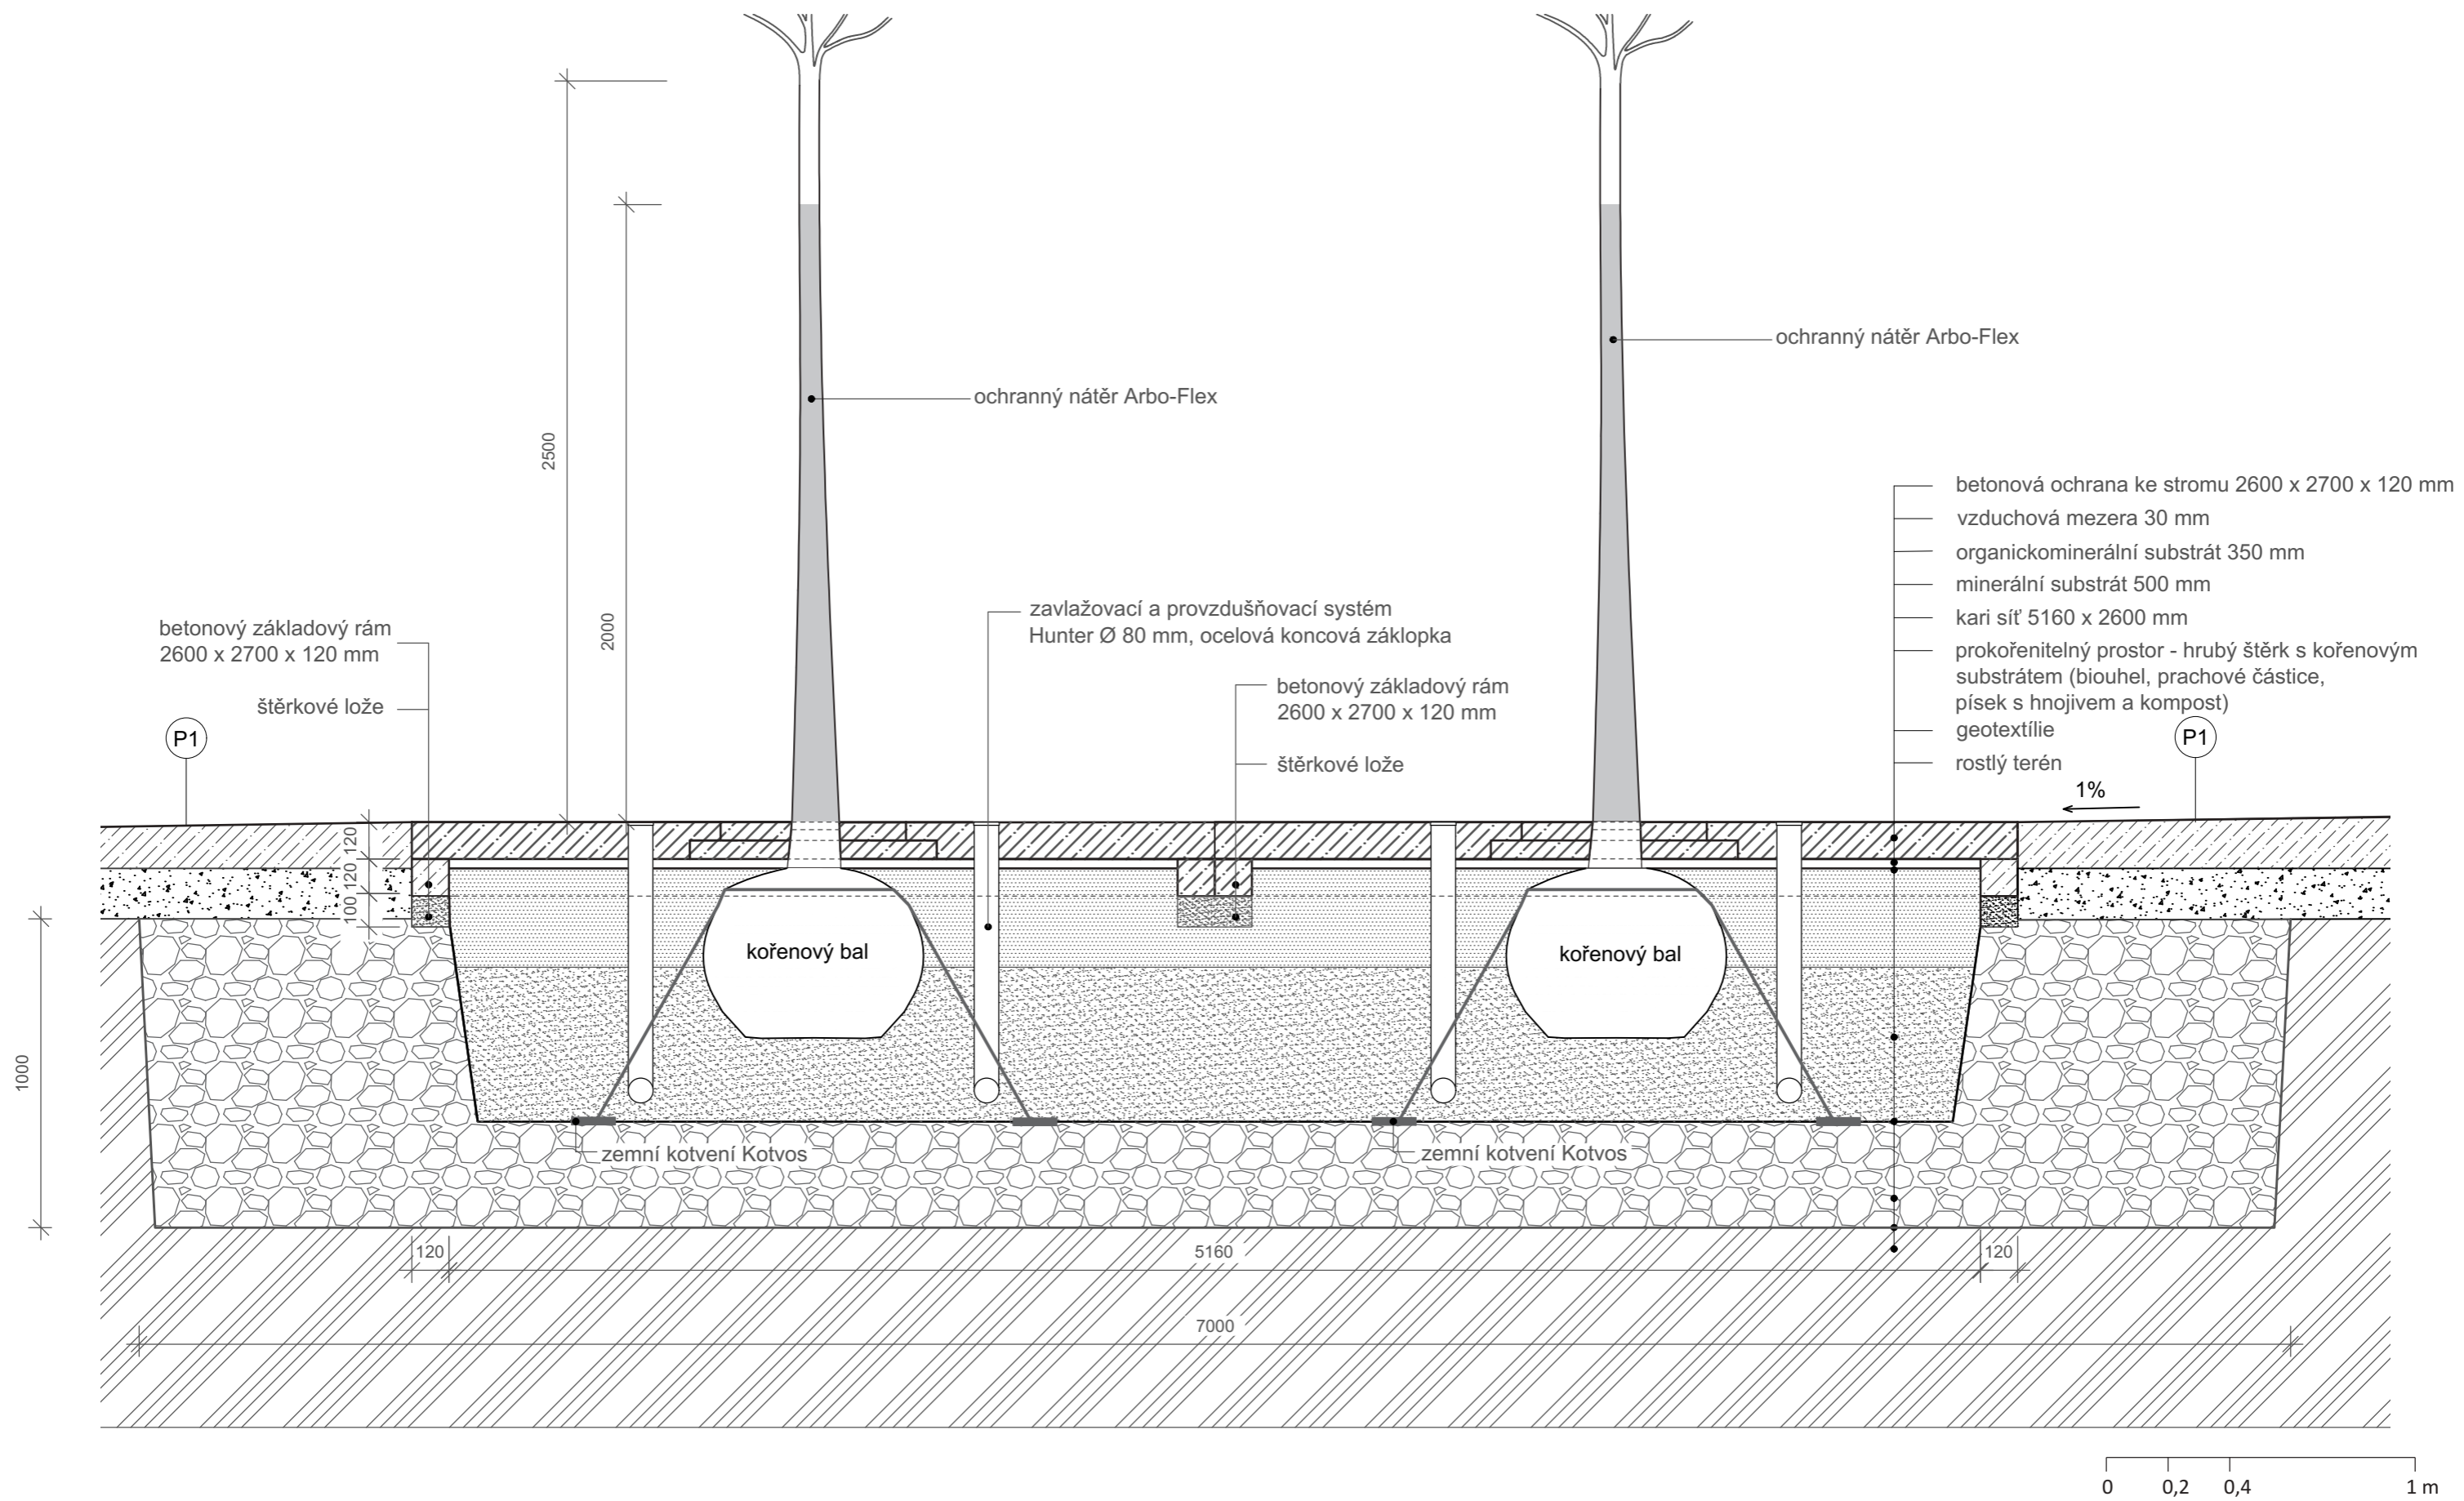 2500
2000
ochranný nátěr Arbo-Flex
ochranný nátěr Arbo-Flex
betonová ochrana ke stromu 2600 x 2700 x 120 mm
vzduchová mezera 30 mm
organickominerální substrát 350 mm
minerální substrát 500 mm
kari síť 5160 x 2600 mm
prokořenitelný prostor - hrubý štěrk s kořenovým
substrátem (biouhel, prachové částice,
písek s hnojivem a kompost)
geotextílie
rostlý terén
betonový základový rám
2600 x 2700 x 120 mm
štěrkové lože
zavlažovací a provzdušňovací systém
Hunter Ø 80 mm, ocelová koncová záklopka
betonový základový rám
2600 x 2700 x 120 mm
štěrkové lože
P1
P1
1%
120
120
100
1000
kořenový bal
kořenový bal
zemní kotvení Kotvos
zemní kotvení Kotvos
120
5160
120
7000
0
0,2
0,4
1 m